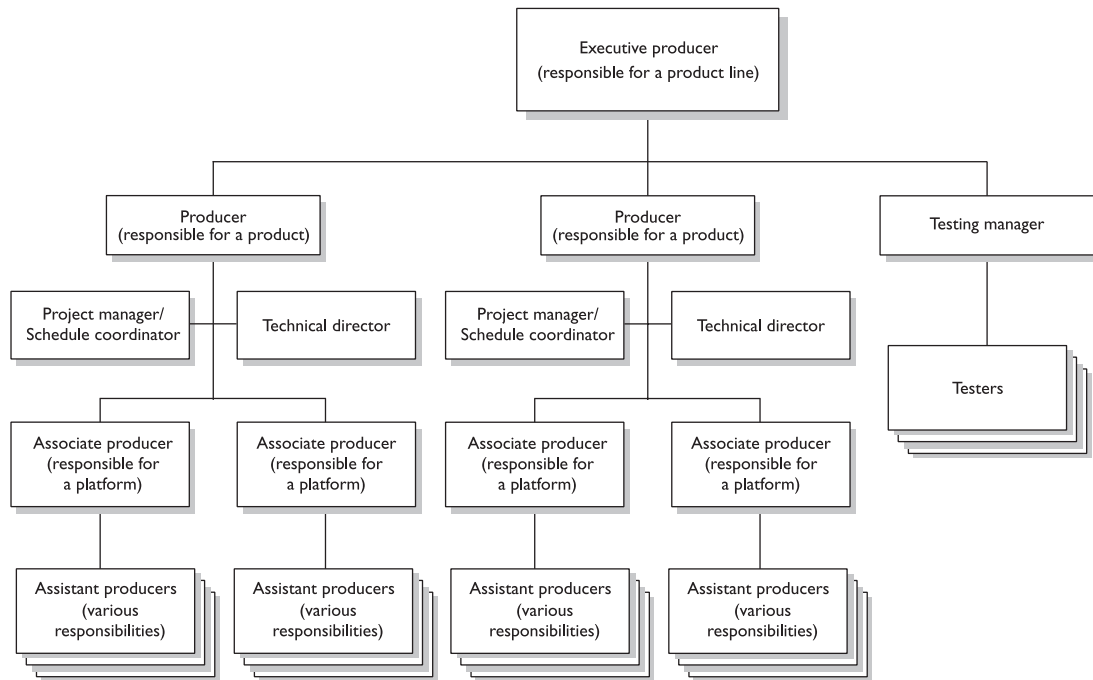 Executive producer
(responsible for a product line)
Producer
(responsible for a product)
Producer
(responsible for a product)
Testing manager
Project manager/
Schedule coordinator
Technical director
Project manager/
Schedule coordinator
Technical director
Testers
Associate producer
(responsible for
a platform)
Associate producer
(responsible for
a platform)
Associate producer
(responsible for
a platform)
Associate producer
(responsible for
a platform)
Assistant producers
(various
responsibilities)
Assistant producers
(various
responsibilities)
Assistant producers
(various
responsibilities)
Assistant producers
(various
responsibilities)